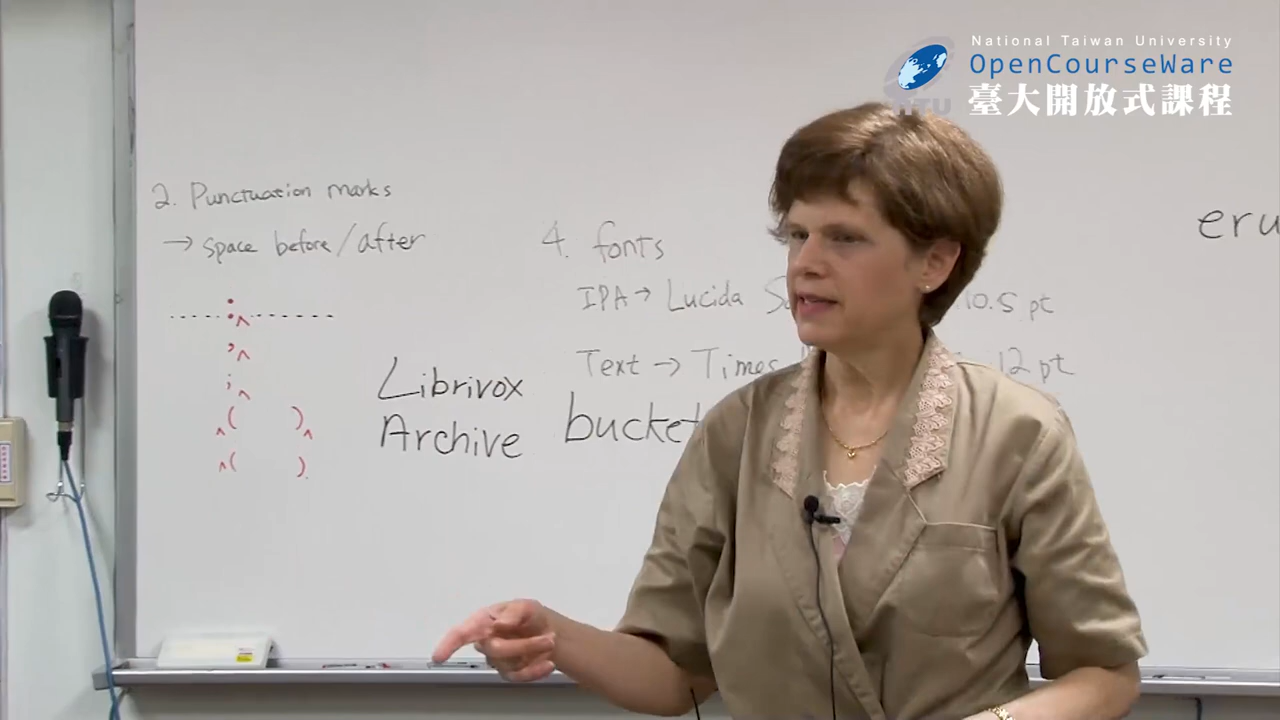 National Taiwan University
OpenCourseWare
臺大開放式課程
NTU
2. Punctuation marks
→ space before/after
.
. ^
, ^
; ^
^( )^
^( ).
Librivox
Archive
4. fonts
IPA → Lucida 10.5 pt
Text → Times 12 pt
bucket